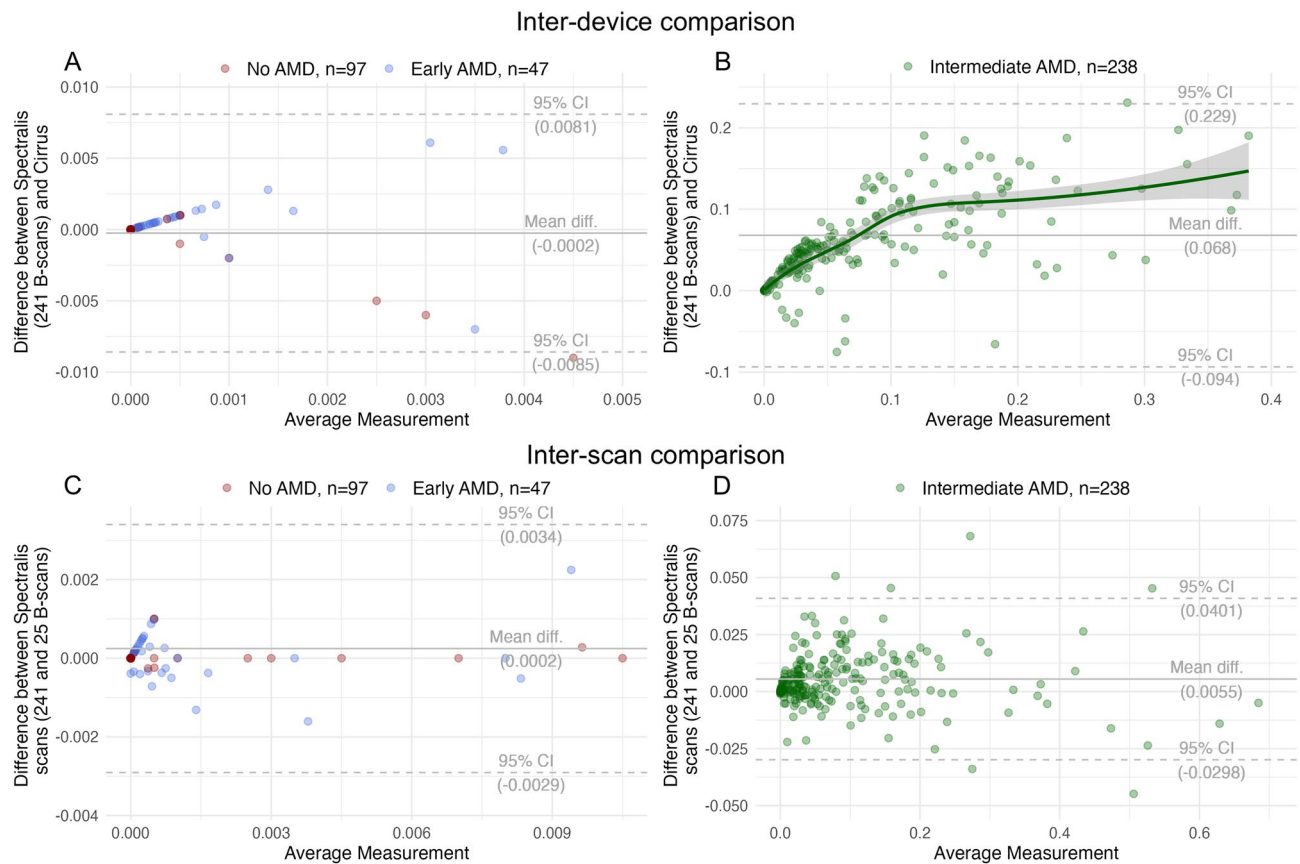 Inter-device comparison
A
No AMD, n=97
Early AMD, n=47
Difference between Spectralis
(241 B-scans) and Cirrus
0.010
0.005
0.000
-0.005
-0.010
95% CI
(0.0081)
Mean diff.
(-0.0002)
95% CI
(-0.0085)
0.000
0.001
0.002
0.003
0.004
0.005
Average Measurement
B
Intermediate AMD, n=238
Difference between Spectralis
(241 B-scans) and Cirrus
0.2
0.1
0.0
-0.1
95% CI
(0.229)
Mean diff.
(0.068)
95% CI
(-0.094)
0.0
0.1
0.2
0.3
0.4
Average Measurement
Inter-scan comparison
C
No AMD, n=97
Early AMD, n=47
Difference between Spectralis
scans (241 and 25 B-scans)
0.002
0.000
-0.002
-0.004
95% CI
(0.0034)
Mean diff.
(0.0002)
95% CI
(-0.0029)
0.000
0.003
0.006
0.009
Average Measurement
D
Intermediate AMD, n=238
Difference between Spectralis
scans (241 and 25 B-scans)
0.075
0.050
0.025
0.000
-0.025
-0.050
95% CI
(0.0401)
Mean diff.
(0.0055)
95% CI
(-0.0298)
0.0
0.2
0.4
0.6
Average Measurement